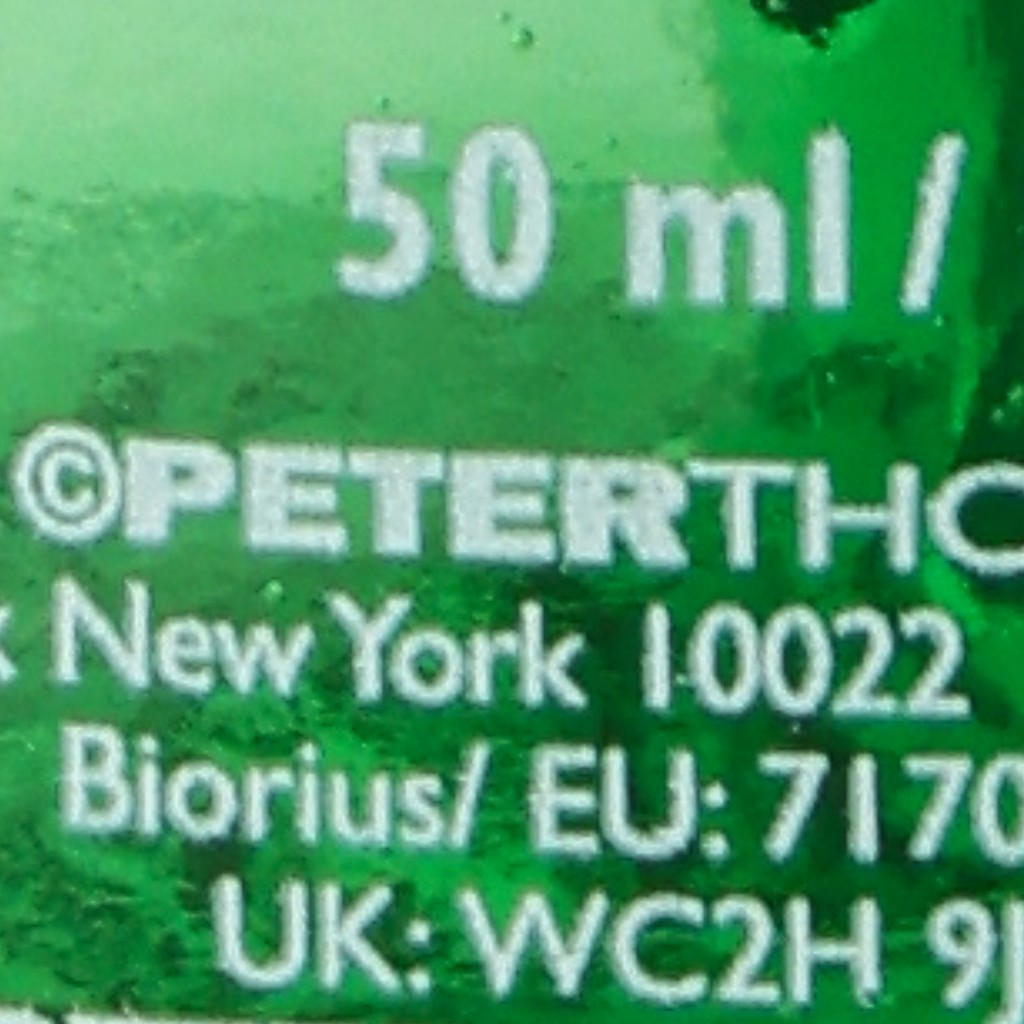 50 ml /
©PETERTHO
k New York 10022
Biorius/ EU: 7170
UK: WC2H 9J